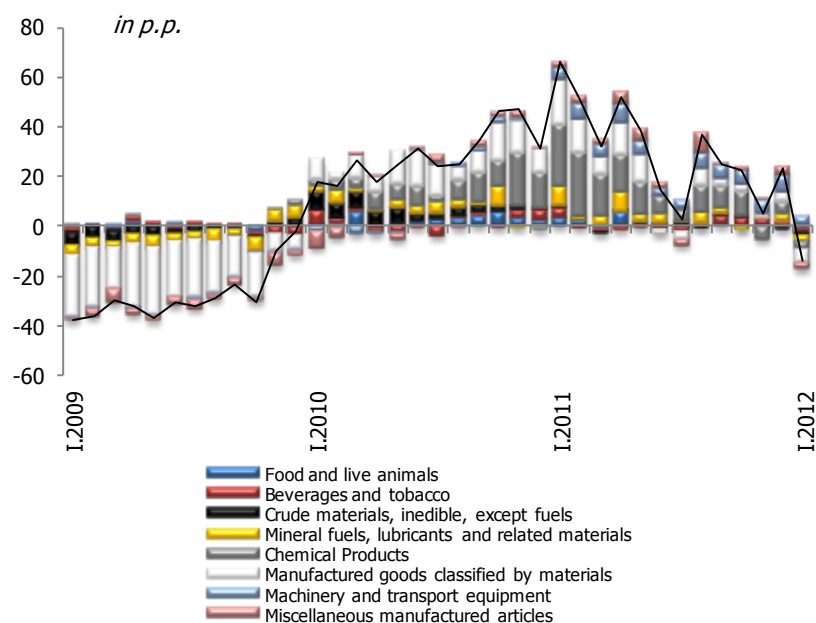 in p.p.
80
60
40
20
0
-20
-40
-60
I.2009
I.2010
I.2011
I.2012
Food and live animals
Beverages and tobacco
Crude materials, inedible, except fuels
Mineral fuels, lubricants and related materials
Chemical Products
Manufactured goods classified by materials
Machinery and transport equipment
Miscellaneous manufactured articles